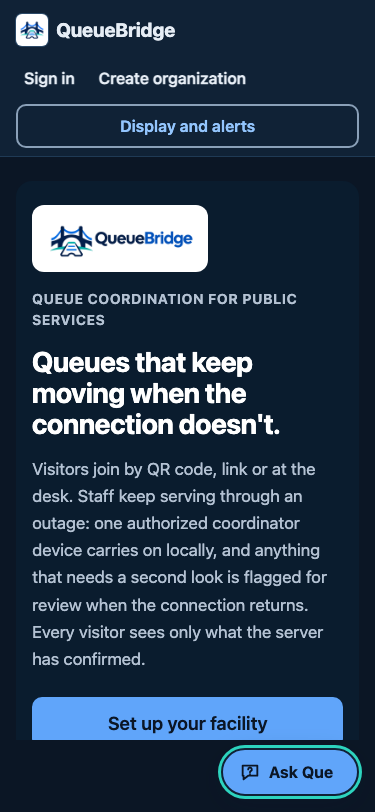 QueueBridge
Sign in Create organization
Display and alerts
QueueBridge
QUEUE COORDINATION FOR PUBLIC
SERVICES
Queues that keep
moving when the
connection doesn't.
Visitors join by QR code, link or at the
desk. Staff keep serving through an
outage: one authorized coordinator
device carries on locally, and anything
that needs a second look is flagged for
review when the connection returns.
Every visitor sees only what the server
has confirmed.
Set up your facility
Ask Que